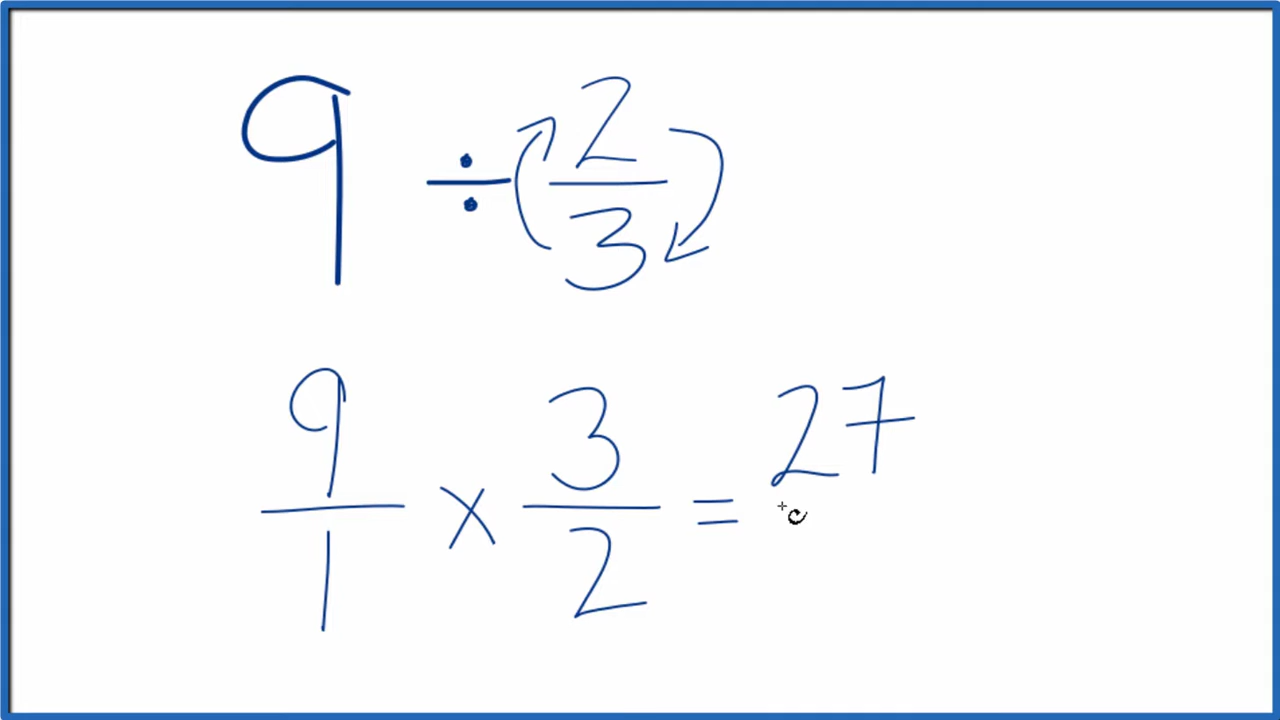 9 ÷ 2/3
9/1 × 3/2 = 27